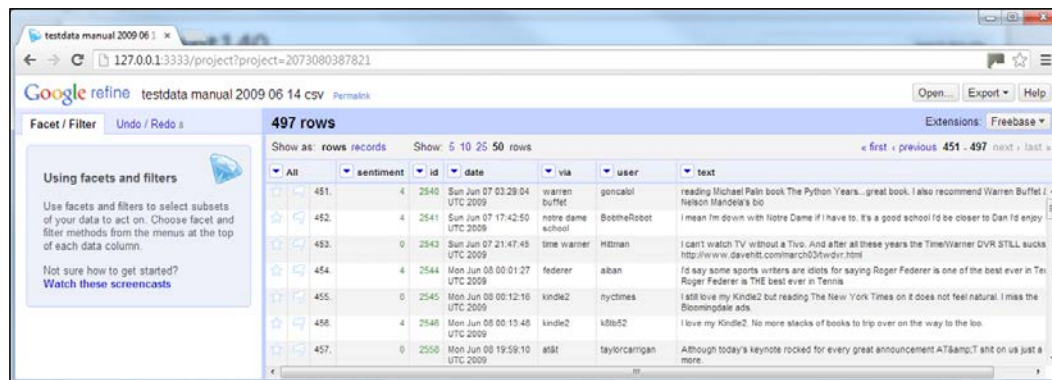 testdata manual 2009 06 1
127.0.0.1:3333/project?project=2073080387821
Google refine testdata manual 2009 06 14 csv Permalink
Open... Export Help
Facet / Filter Undo / Redo 8
497 rows
Extensions: Freebase
Show as: rows records Show: 5 10 25 50 rows
« first ‹ previous 451 - 497 next › last »
Using facets and filters
Use facets and filters to select subsets
of your data to act on. Choose facet and
filter methods from the menus at the top
of each data column.
Not sure how to get started?
Watch these screencasts
All sentiment id date via user text
451. 4 2540 Sun Jun 07 03:29:04 warren goncalol reading Michael Palin book The Python Years...great book. I also recommend Warren Buffet &
UTC 2009 buffet Nelson Mandela's bio
452. 4 2541 Sun Jun 07 17:42:50 notre dame BobtheRobot I mean I'm down with Notre Dame if I have to. It's a good school I'd be closer to Dan I'd enjoy
UTC 2009 school
453. 0 2543 Sun Jun 07 21:47:45 time warner Hittman I can't watch TV without a Tivo. And after all these years the Time/Warner DVR STILL sucks
UTC 2009 http://www.davehitt.com/march03/twdvr.html
454. 4 2544 Mon Jun 08 00:01:27 federer aiban I'd say some sports writers are idiots for saying Roger Federer is one of the best ever in
UTC 2009 Roger Federer is THE best ever in Tennis
455. 0 2545 Mon Jun 08 00:12:16 kindle2 nyctimes I still love my Kindle2 but reading The New York Times on it does not feel natural. I miss the
UTC 2009 Bloomingdale ads.
456. 4 2546 Mon Jun 08 00:13:48 kindle2 k8tb52 I love my Kindle2. No more stacks of books to trip over on the way to the loo.
UTC 2009
457. 0 2558 Mon Jun 08 19:59:10 at&t taylorcarrigan Although today's keynote rocked for every great announcement AT&amp;T shit on us just a
UTC 2009 more.